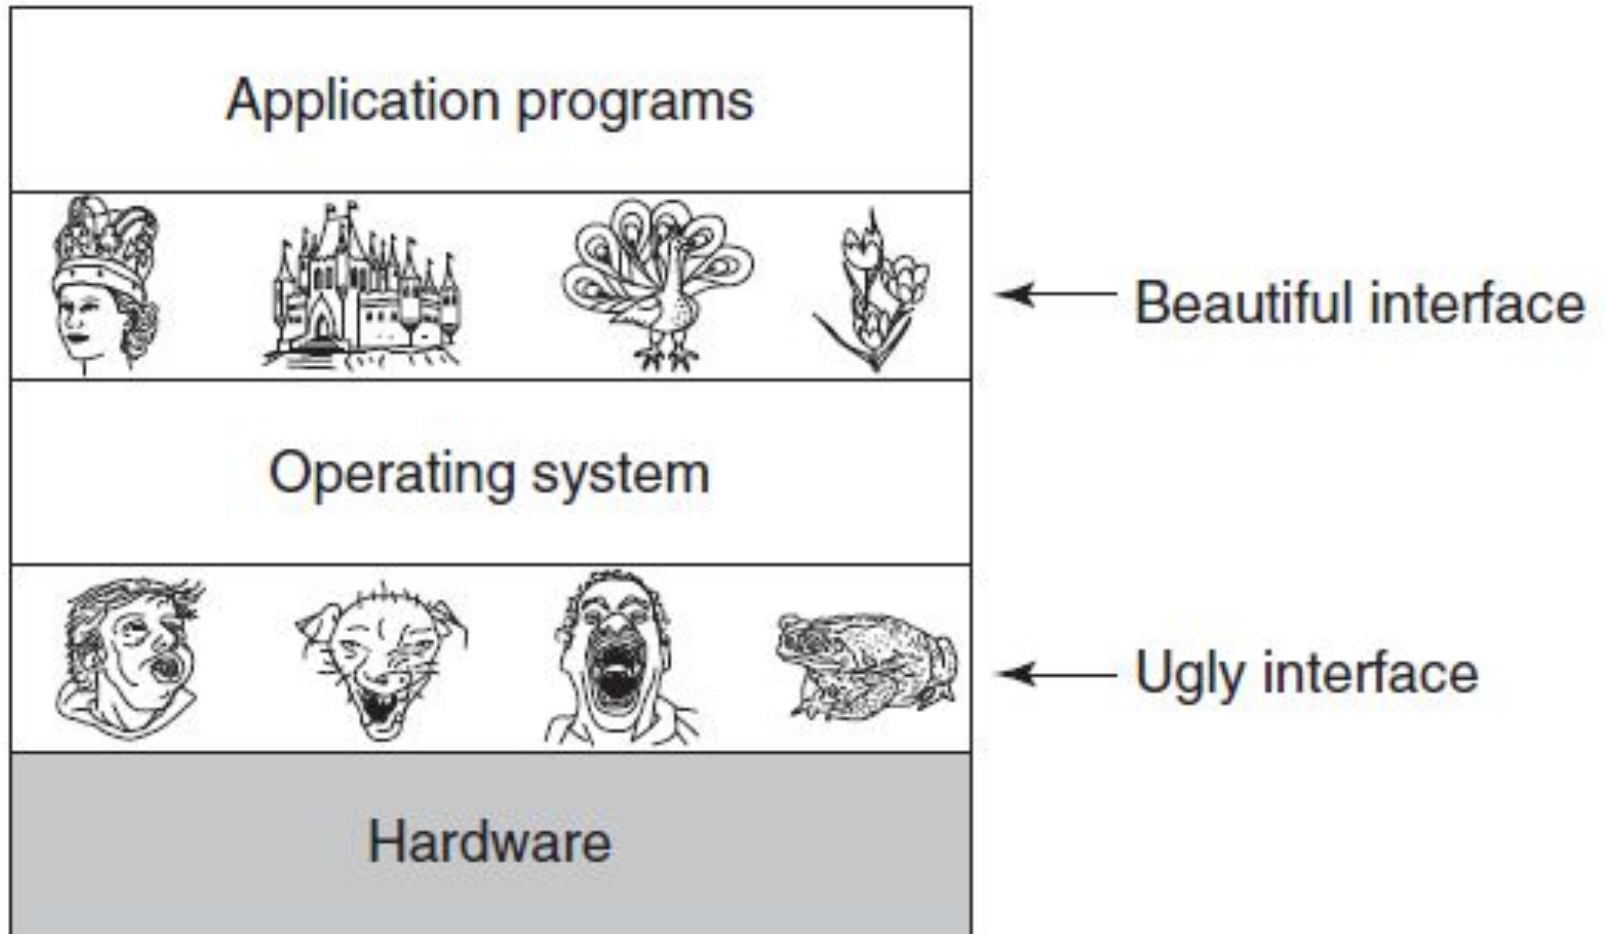 Application programs
Beautiful interface
Operating system
Ugly interface
Hardware